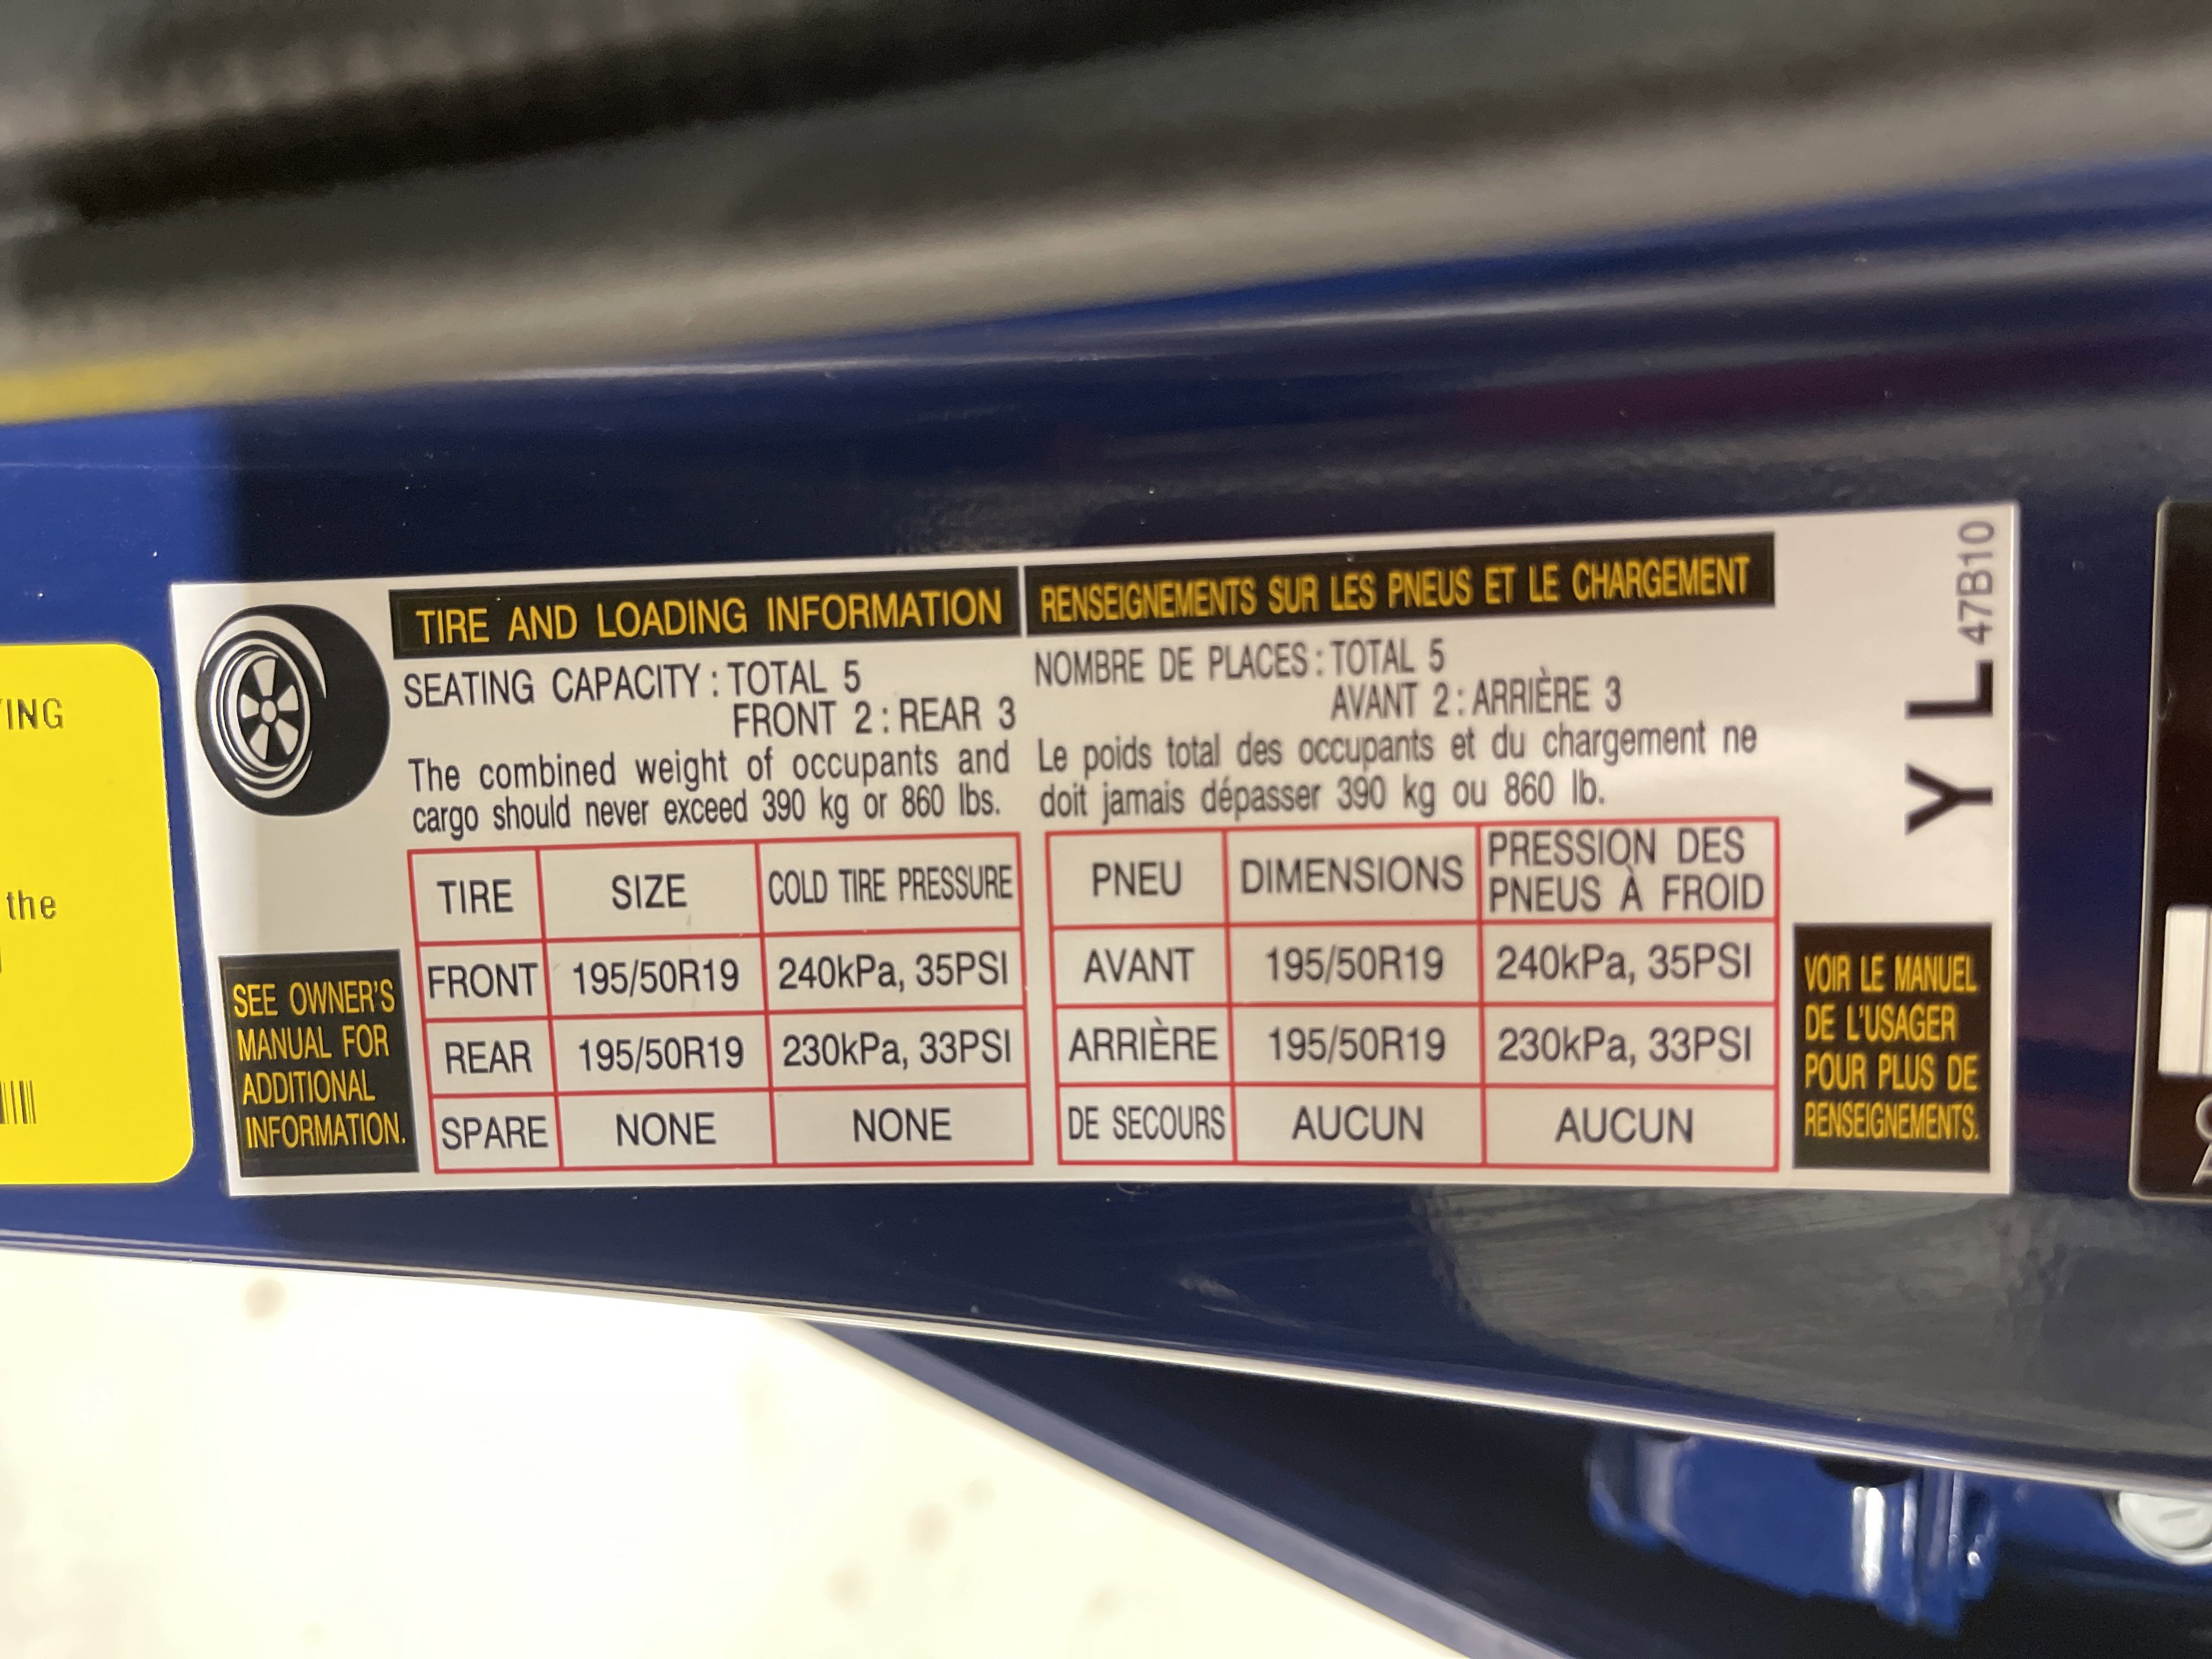 TIRE AND LOADING INFORMATION
SEATING CAPACITY : TOTAL 5
FRONT 2 : REAR 3
The combined weight of occupants and
cargo should never exceed 390 kg or 860 lbs.
TIRE SIZE COLD TIRE PRESSURE
FRONT 195/50R19 240kPa, 35PSI
REAR 195/50R19 230kPa, 33PSI
SPARE NONE NONE
SEE OWNER'S
MANUAL FOR
ADDITIONAL
INFORMATION.
RENSEIGNEMENTS SUR LES PNEUS ET LE CHARGEMENT
NOMBRE DE PLACES : TOTAL 5
AVANT 2 : ARRIÈRE 3
Le poids total des occupants et du chargement ne
doit jamais dépasser 390 kg ou 860 lb.
PNEU DIMENSIONS PRESSION DES
PNEUS À FROID
AVANT 195/50R19 240kPa, 35PSI
ARRIÈRE 195/50R19 230kPa, 33PSI
DE SECOURS AUCUN AUCUN
VOIR LE MANUEL
DE L'USAGER
POUR PLUS DE
RENSEIGNEMENTS.
Y L 47B10
the